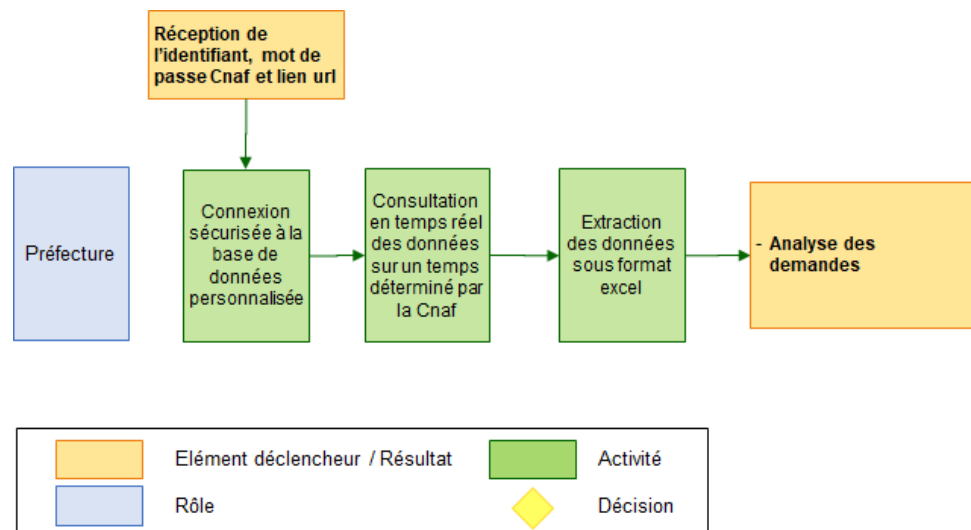 Réception de
l'identifiant, mot de
passe Cnaf et lien url
Préfecture
Connexion
sécurisée à la
base de
données
personnalisée
Consultation
en temps réel
des données
sur un temps
déterminé par
la Cnaf
Extraction
des données
sous format
excel
- Analyse des
demandes
Elément déclencheur / Résultat
Activité
Rôle
Décision